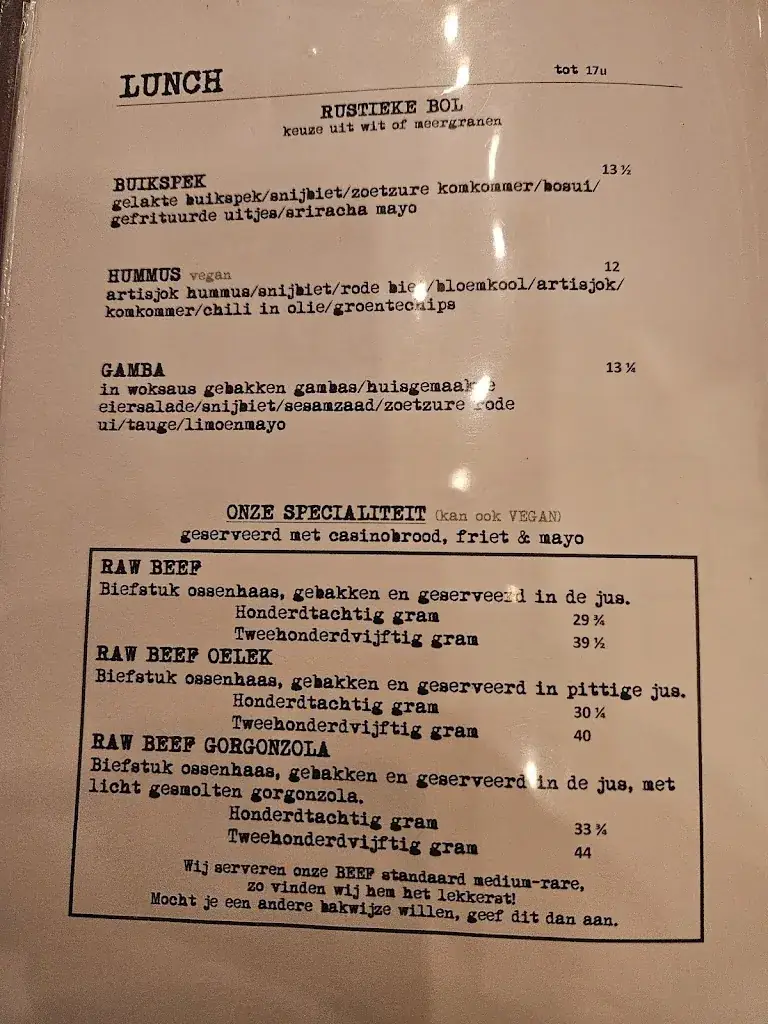 LUNCH tot 17u
RUSTIEKE BOL
keuze uit wit of meergranen
BUIKSPEK 13 ½
gelakte buikspek/snijbiet/zoetzure komkommer/bosui/
gefrituurde uitjes/sriracha mayo
HUMMUS vegan 12
artisjok hummus/snijbiet/rode biet/bloemkool/artisjok/
komkommer/chili in olie/groentechips
GAMBA 13 ¾
in woksaus gebakken gambas/huisgemaakte
eiersalade/snijbiet/sesamzaad/zoetzure rode
ui/tauge/limoenmayo
ONZE SPECIALITEIT (kan ook VEGAN)
geserveerd met casinobrood, friet & mayo
RAW BEEF
Biefstuk ossenhaas, gebakken en geserveerd in de jus.
Honderdtachtig gram 29 ¾
Tweehonderdvijftig gram 39 ½
RAW BEEF OELEK
Biefstuk ossenhaas, gebakken en geserveerd in pittige jus.
Honderdtachtig gram 30 ¼
Tweehonderdvijftig gram 40
RAW BEEF GORGONZOLA
Biefstuk ossenhaas, gebakken en geserveerd in de jus, met
licht gesmolten gorgonzola.
Honderdtachtig gram 33 ¾
Tweehonderdvijftig gram 44
Wij serveren onze BEEF standaard medium-rare,
zo vinden wij hem het lekkerst!
Mocht je een andere bakwijze willen, geef dit dan aan.